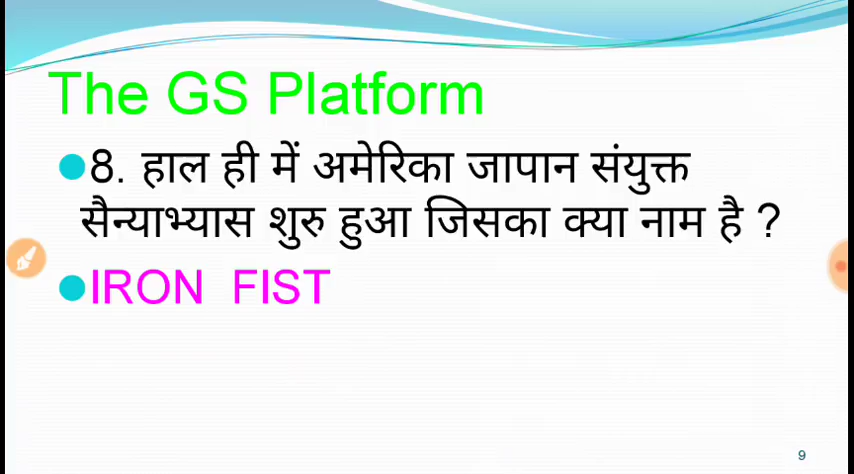 The GS Platform
8. हाल ही में अमेरिका जापान संयुक्त
सैन्याभ्यास शुरु हुआ जिसका क्या नाम है ?
IRON FIST
9